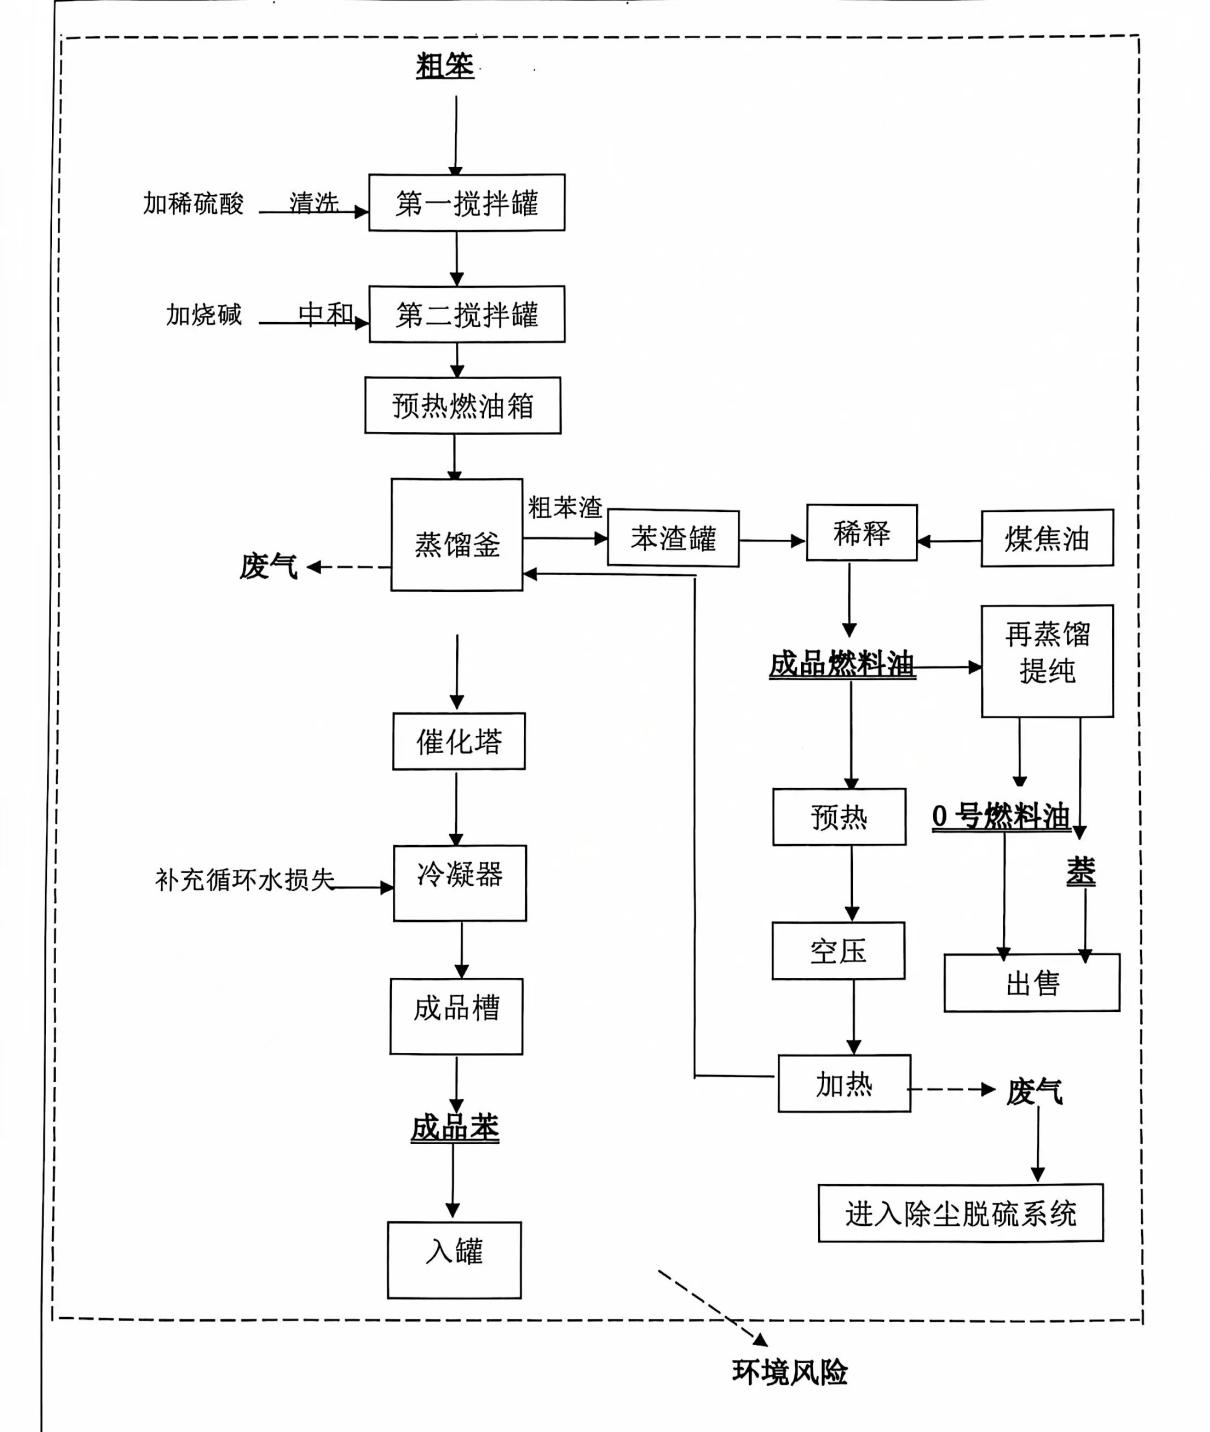 粗笨
加稀硫酸 清洗 第一搅拌罐
加烧碱 中和 第二搅拌罐
预热燃油箱
粗苯渣
蒸馏釜 苯渣罐 稀释 煤焦油
废气
再蒸馏
提纯
成品燃料油
催化塔
预热 0号燃料油
萘
补充循环水损失 冷凝器
空压
出售
成品槽
加热 废气
成品苯
进入除尘脱硫系统
入罐
环境风险